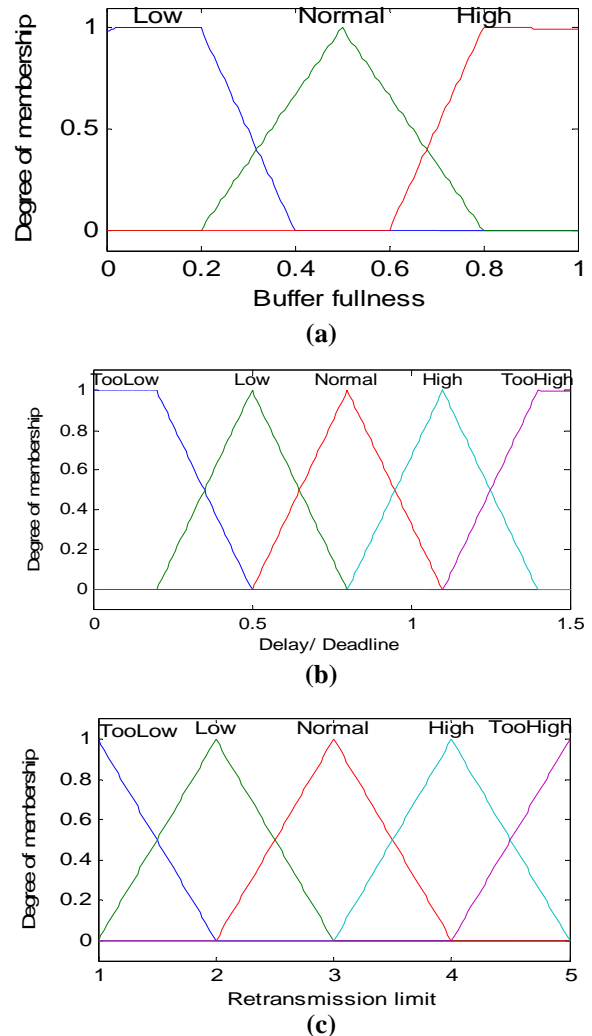 Low Normal High
Degree of membership
1
0.5
0
0 0.2 0.4 0.6 0.8 1
Buffer fullness
(a)
TooLow Low Normal High TooHigh
Degree of membership
1
0.8
0.6
0.4
0.2
0
0 0.5 1 1.5
Delay/ Deadline
(b)
TooLow Low Normal High TooHigh
Degree of membership
1
0.8
0.6
0.4
0.2
0
1 2 3 4 5
Retransmission limit
(c)